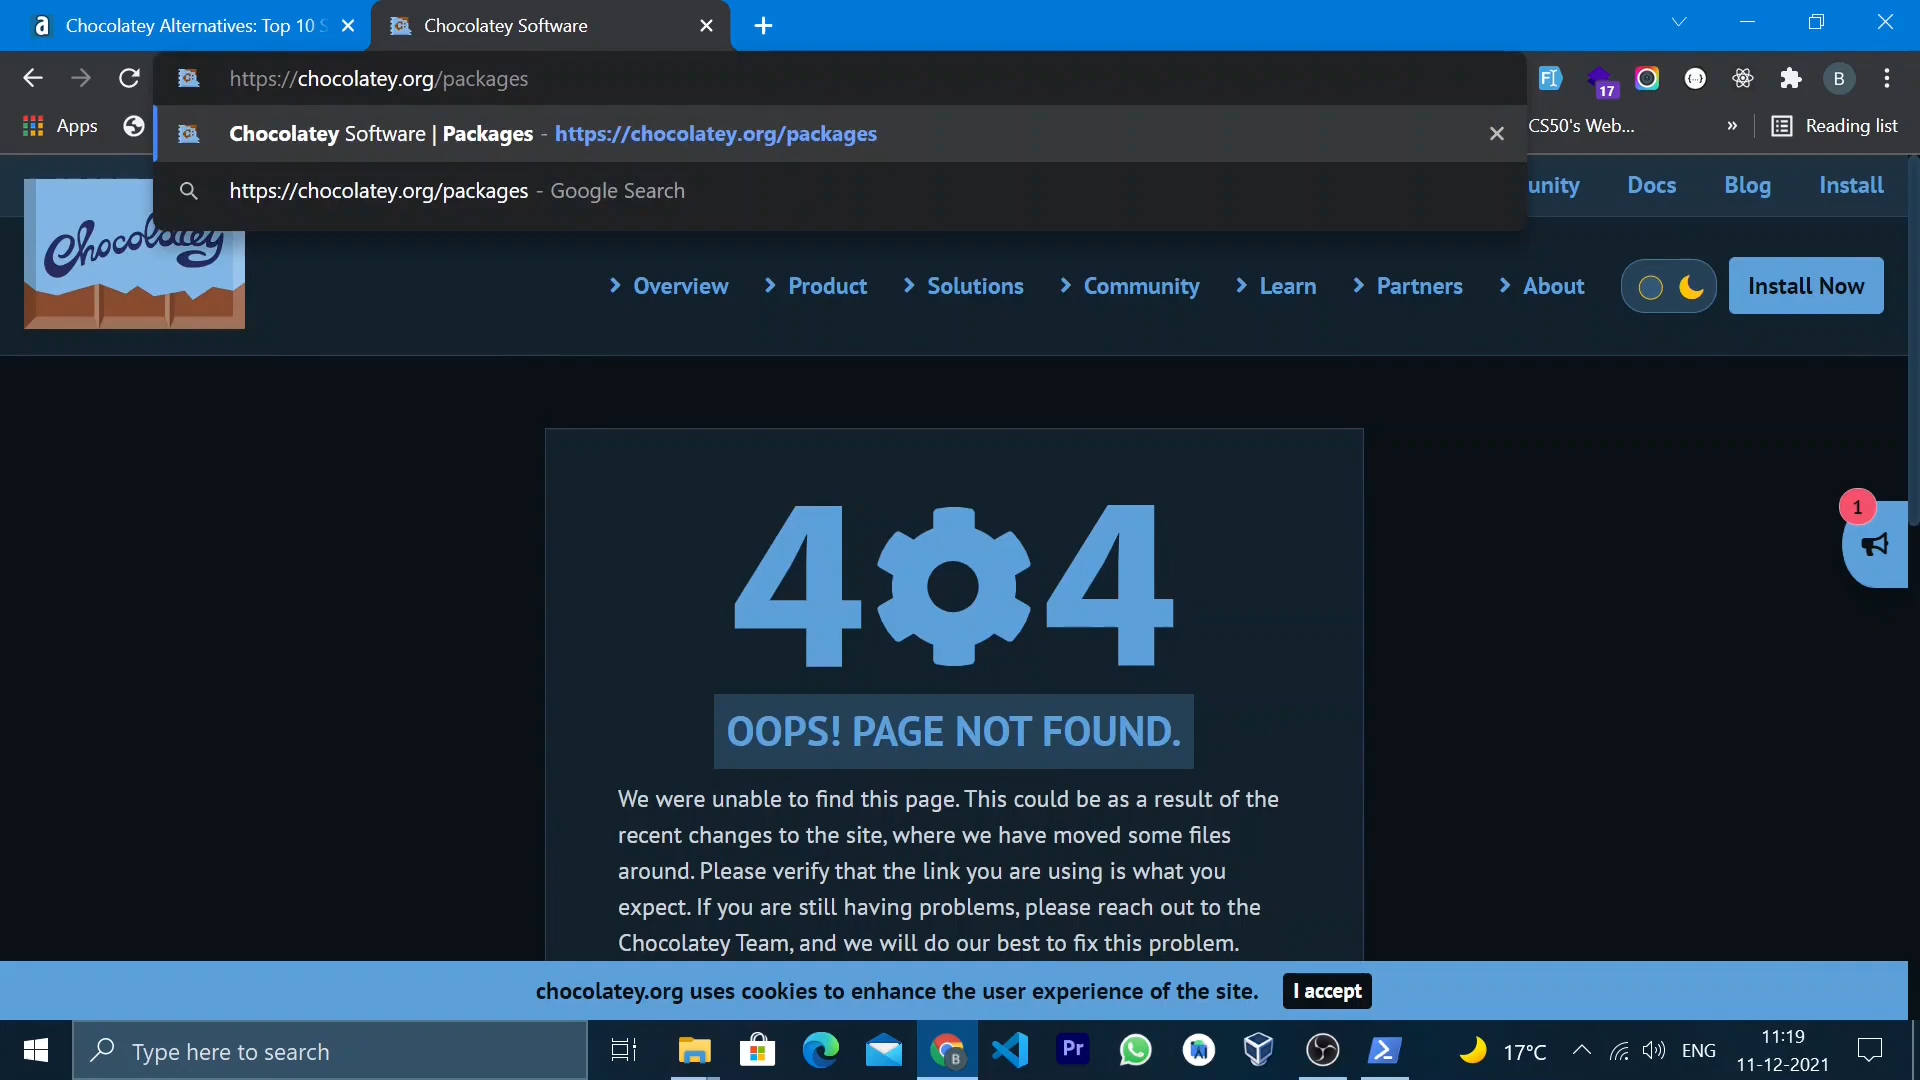 Chocolatey Alternatives: Top 10 S
Chocolatey Software
https://chocolatey.org/packages
17
B
Apps
Chocolatey Software | Packages - https://chocolatey.org/packages
CS50's Web...
»
Reading list
https://chocolatey.org/packages - Google Search
unity
Docs
Blog
Install
Chocolatey
Overview
Product
Solutions
Community
Learn
Partners
About
Install Now
404
1
OOPS! PAGE NOT FOUND.
We were unable to find this page. This could be as a result of the
recent changes to the site, where we have moved some files
around. Please verify that the link you are using is what you
expect. If you are still having problems, please reach out to the
Chocolatey Team, and we will do our best to fix this problem.
chocolatey.org uses cookies to enhance the user experience of the site.
I accept
Type here to search
B
Pr
17°C
ENG
11:19
11-12-2021